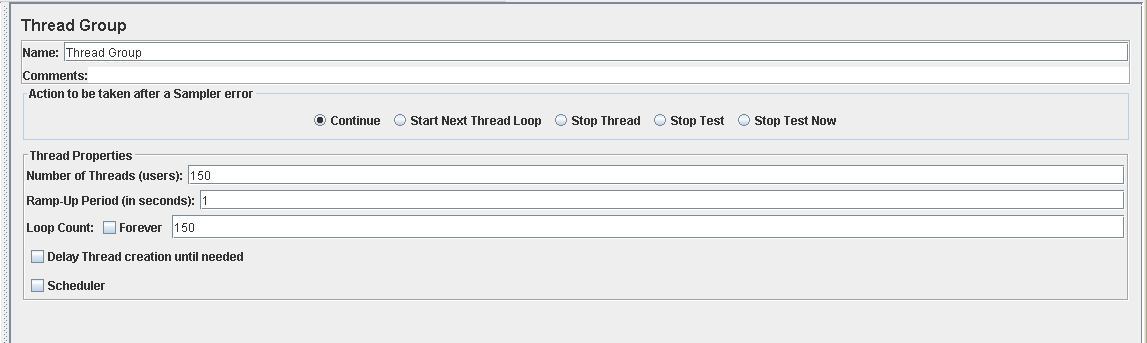 Thread Group
Name: Thread Group
Comments:
Action to be taken after a Sampler error
Continue Start Next Thread Loop Stop Thread Stop Test Stop Test Now
Thread Properties
Number of Threads (users): 150
Ramp-Up Period (in seconds): 1
Loop Count: Forever 150
Delay Thread creation until needed
Scheduler